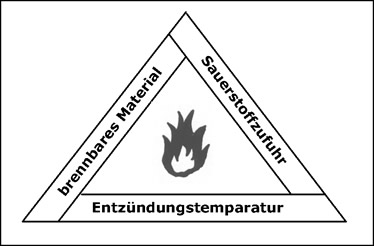 brennbares Material
Sauerstoffzufuhr
Entzündungstemparatur